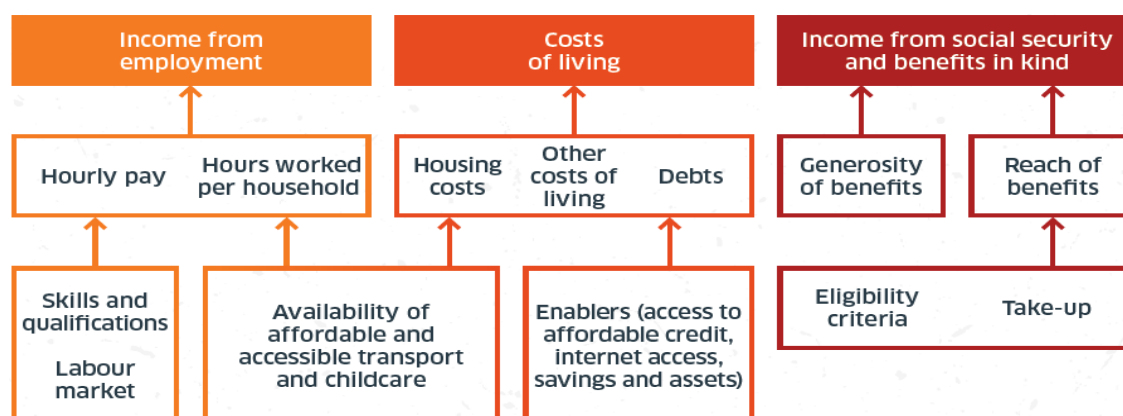 Income from
employment
Costs
of living
Income from social security
and benefits in kind
Hourly pay
Hours worked
per household
Housing
costs
Other
costs of
living
Debts
Generosity
of benefits
Reach of
benefits
Skills and
qualifications
Labour
market
Availability of
affordable and
accessible transport
and childcare
Enablers (access to
affordable credit,
internet access,
savings and assets)
Eligibility
criteria
Take-up